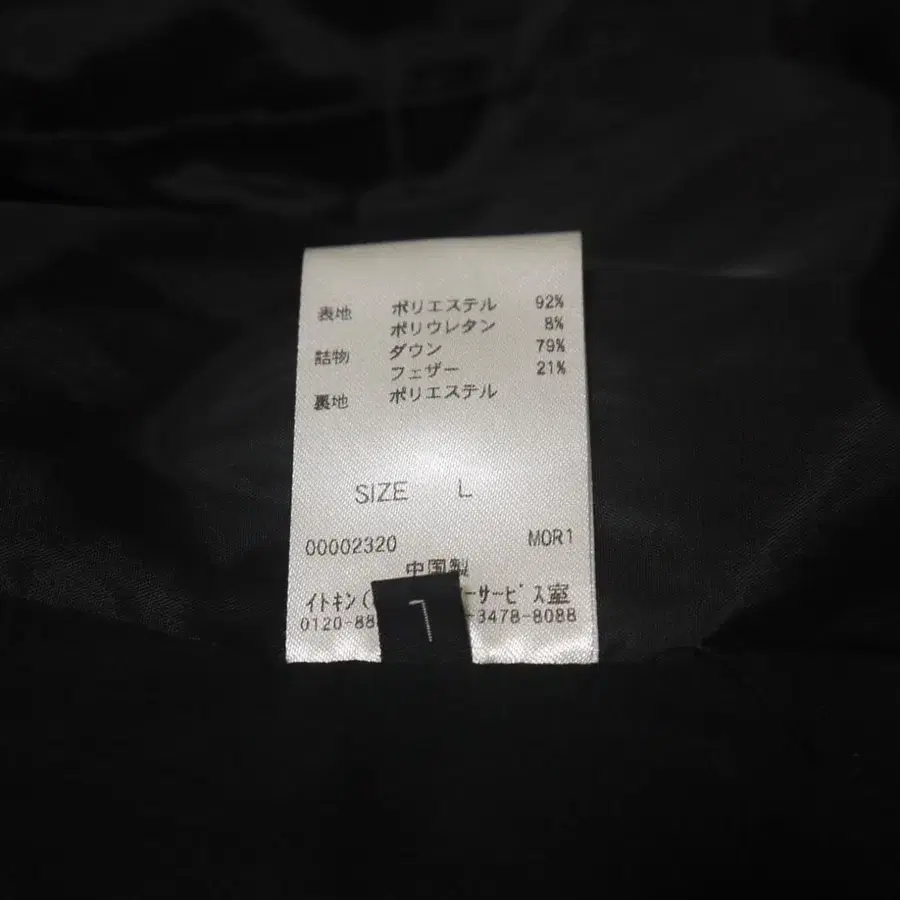 表地 ポリエステル 92%
ポリウレタン 8%
詰物 ダウン 79%
フェザー 21%
裏地 ポリエステル
SIZE L
00002320 MOR1
中国製
イトキン( ーサービス室
0120-88 -3478-8088
L